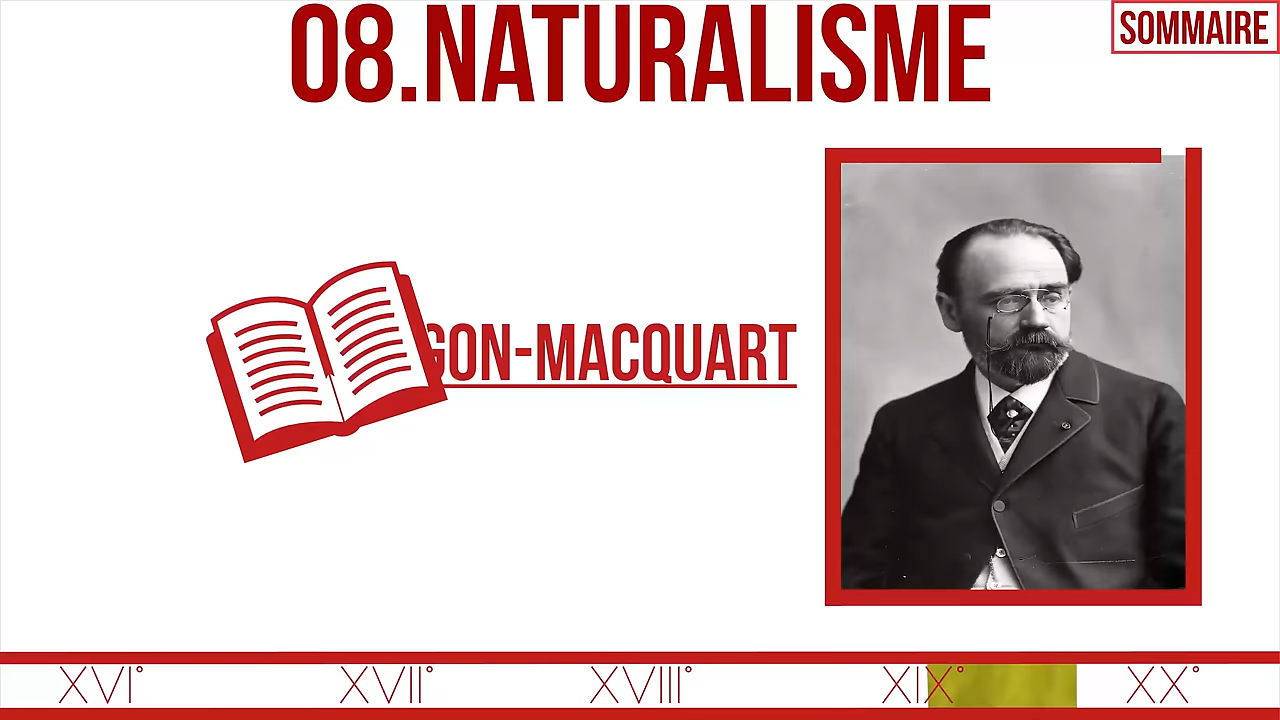 08.NATURALISME
SOMMAIRE
GON-MACQUART
XVI° XVII° XVIII° XIX° XX°